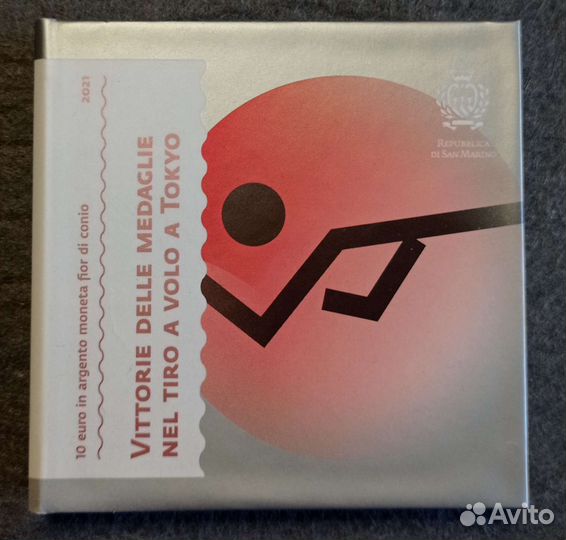 10 euro in argento moneta fior di conio
2021
VITTORIE DELLE MEDAGLIE
NEL TIRO A VOLO A TOKYO
REPUBBLICA
DI SAN MARINO
Avito